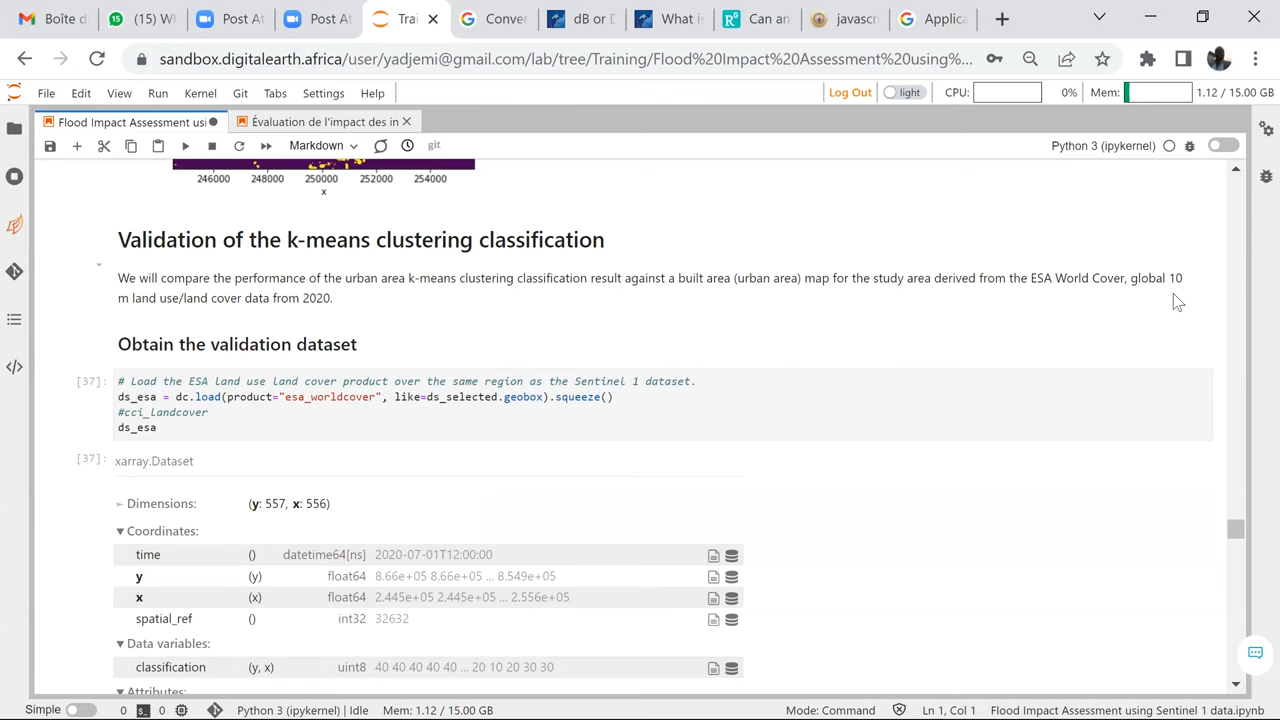 Boîte d
(15) Wh
Post At
Post At
Trai
Conver
dB or D
What is
Can an
javascri
Applica
sandbox.digitalearth.africa/user/yadjemi@gmail.com/lab/tree/Training/Flood%20Impact%20Assessment%20using%...
File Edit View Run Kernel Git Tabs Settings Help
Log Out light CPU: 0% Mem: 1.12 / 15.00 GB
Flood Impact Assessment usi
Évaluation de l'impact des in
Markdown git Python 3 (ipykernel)
246000 248000 250000 252000 254000
x
Validation of the k-means clustering classification
We will compare the performance of the urban area k-means clustering classification result against a built area (urban area) map for the study area derived from the ESA World Cover, global 10
m land use/land cover data from 2020.
Obtain the validation dataset
[37]: # Load the ESA land use land cover product over the same region as the Sentinel 1 dataset.
ds_esa = dc.load(product="esa_worldcover", like=ds_selected.geobox).squeeze()
#cci_landcover
ds_esa
[37]: xarray.Dataset
Dimensions: (y: 557, x: 556)
Coordinates:
time () datetime64[ns] 2020-07-01T12:00:00
y (y) float64 8.66e+05 8.66e+05 ... 8.549e+05
x (x) float64 2.445e+05 2.445e+05 ... 2.556e+05
spatial_ref () int32 32632
Data variables:
classification (y, x) uint8 40 40 40 40 40 ... 20 10 20 30 30
Attributes:
Simple 0 0 Python 3 (ipykernel) | Idle Mem: 1.12 / 15.00 GB Mode: Command Ln 1, Col 1 Flood Impact Assessment using Sentinel 1 data.ipynb